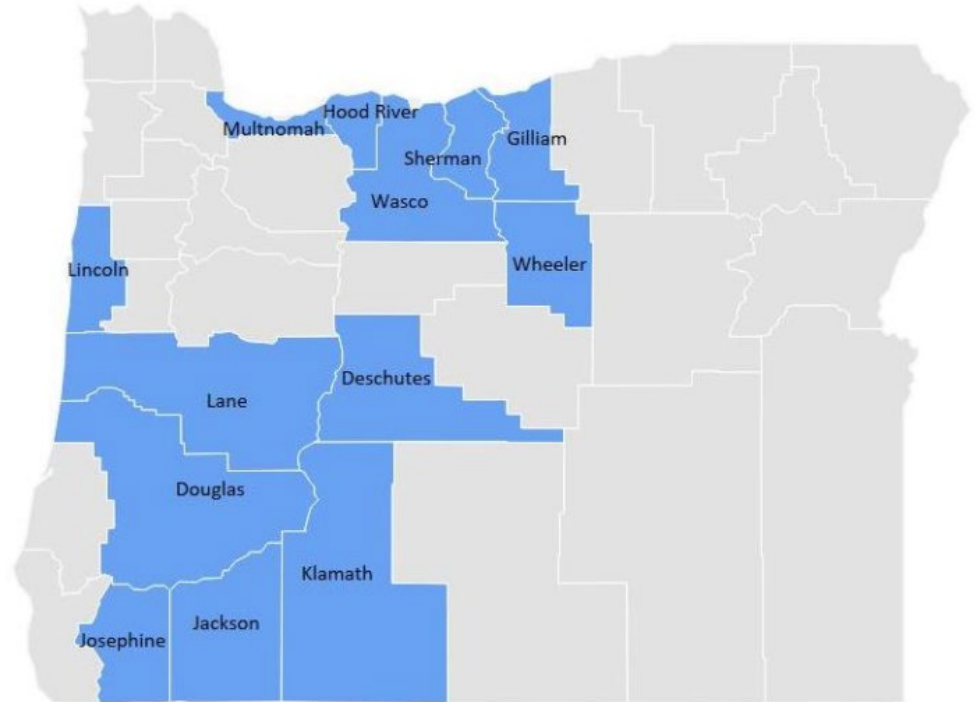 Hood River
Multnomah
Gilliam
Sherman
Wasco
Lincoln
Wheeler
Deschutes
Lane
Douglas
Klamath
Jackson
Josephine